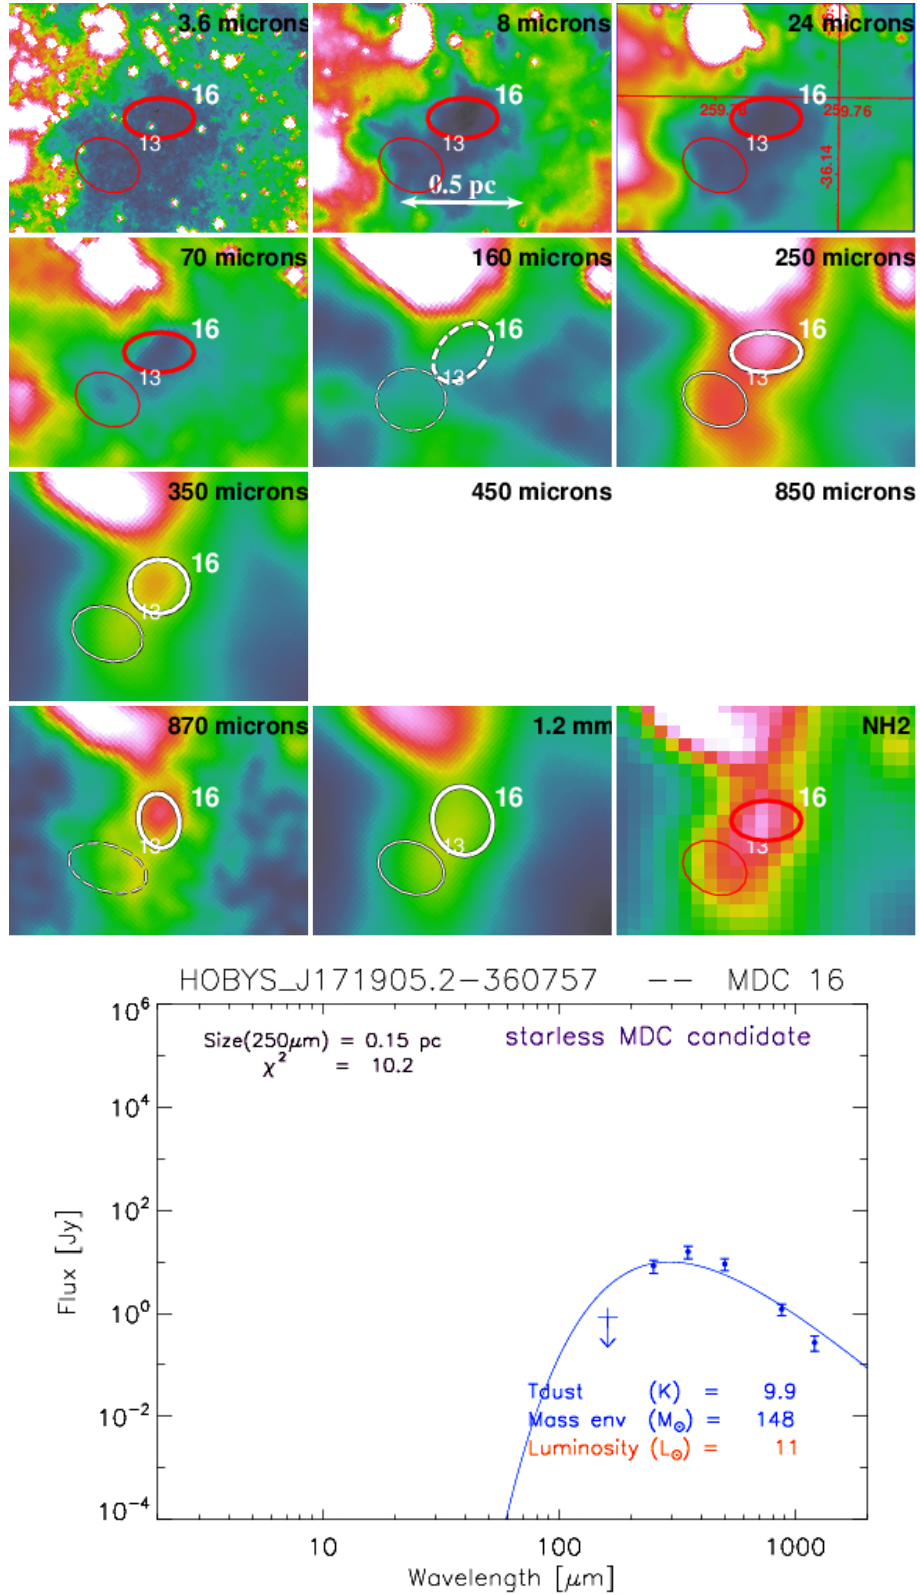 3.6 microns
16
13
8 microns
16
13
0.5 pc
24 microns
16
259.78 259.76
13
-36.14
70 microns
16
13
160 microns
16
13
250 microns
16
13
350 microns
16
13
450 microns
850 microns
870 microns
16
13
1.2 mm
16
13
NH2
16
13
HOBYS_J171905.2−360757 −− MDC 16
Size(250μm) = 0.15 pc
χ² = 10.2
starless MDC candidate
10⁶
10⁴
10²
10⁰
10⁻²
10⁻⁴
Flux [Jy]
Tdust (K) = 9.9
Mass env (M☉) = 148
Luminosity (L☉) = 11
10 100 1000
Wavelength [μm]